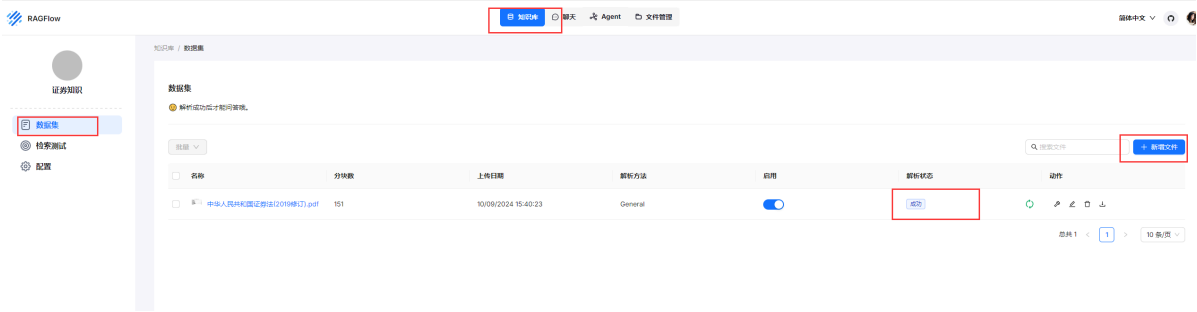 RAGFlow
知识库
聊天
Agent
文件管理
简体中文
证券知识
数据集
检索测试
配置
知识库 / 数据集
数据集
解析成功后才能问答哦。
批量
搜索文件
+ 新增文件
名称 分块数 上传日期 解析方法 启用 解析状态 动作
中华人民共和国证券法(2019修订).pdf 151 10/09/2024 15:40:23 General 成功
总共 1 < 1 > 10 条/页